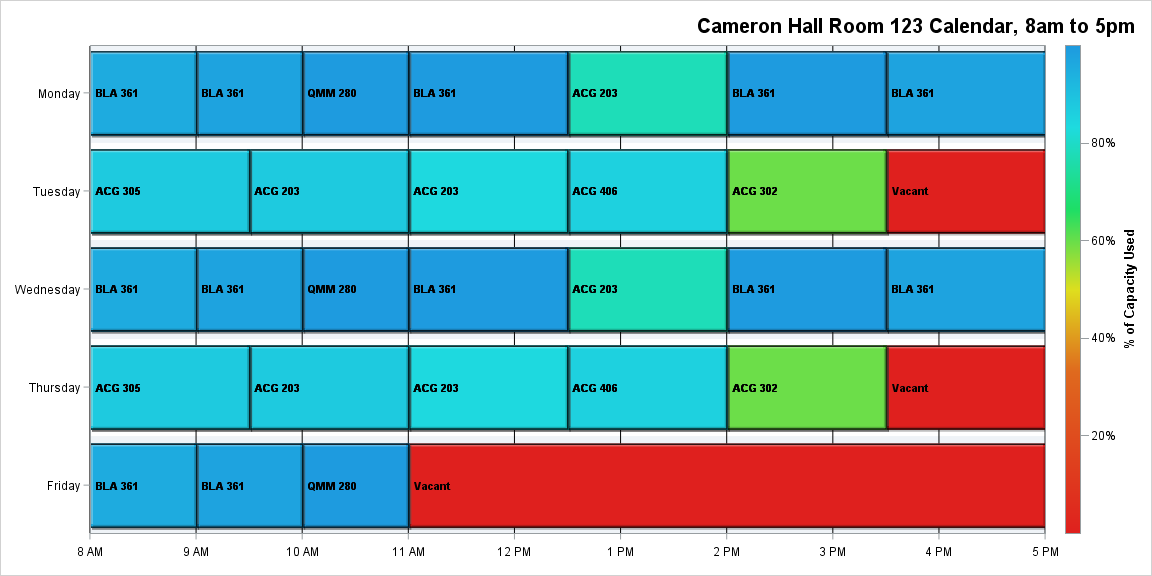 Cameron Hall Room 123 Calendar, 8am to 5pm
Monday
BLA 361
BLA 361
QMM 280
BLA 361
ACG 203
BLA 361
BLA 361
Tuesday
ACG 305
ACG 203
ACG 203
ACG 406
ACG 302
Vacant
Wednesday
BLA 361
BLA 361
QMM 280
BLA 361
ACG 203
BLA 361
BLA 361
Thursday
ACG 305
ACG 203
ACG 203
ACG 406
ACG 302
Vacant
Friday
BLA 361
BLA 361
QMM 280
Vacant
8 AM
9 AM
10 AM
11 AM
12 PM
1 PM
2 PM
3 PM
4 PM
5 PM
80%
60%
40%
20%
% of Capacity Used